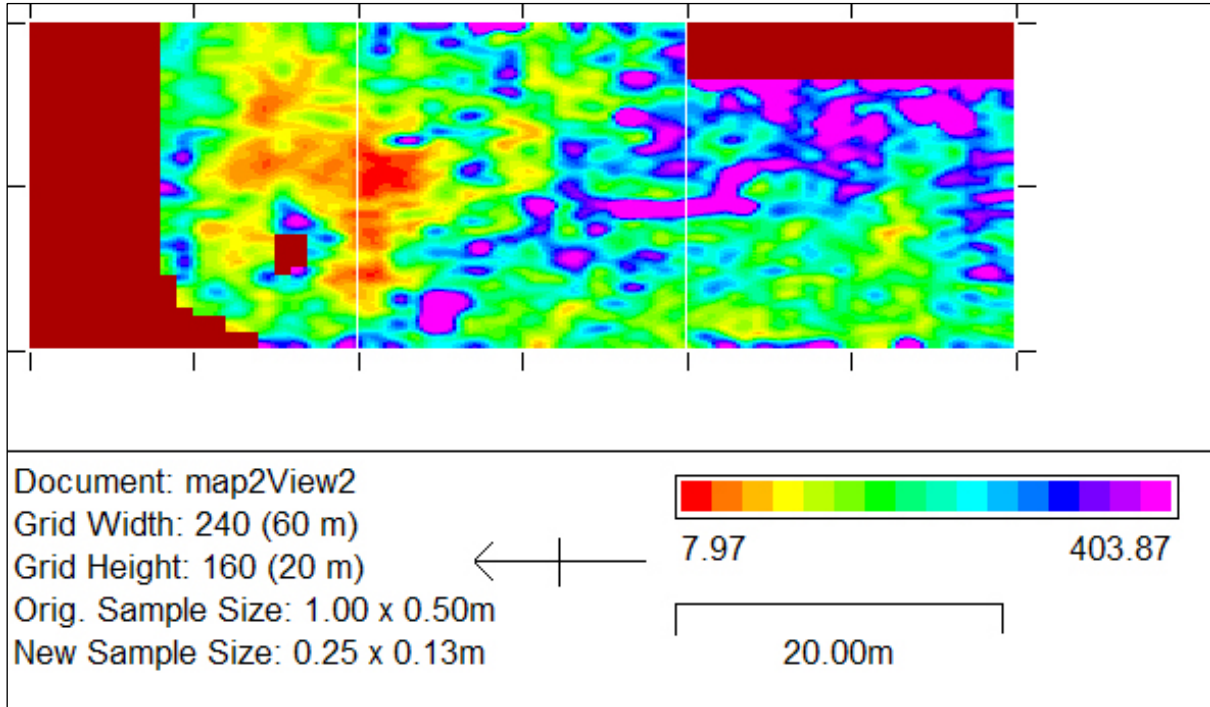 Document: map2View2
Grid Width: 240 (60 m)
Grid Height: 160 (20 m)
Orig. Sample Size: 1.00 x 0.50m
New Sample Size: 0.25 x 0.13m
7.97 403.87
20.00m